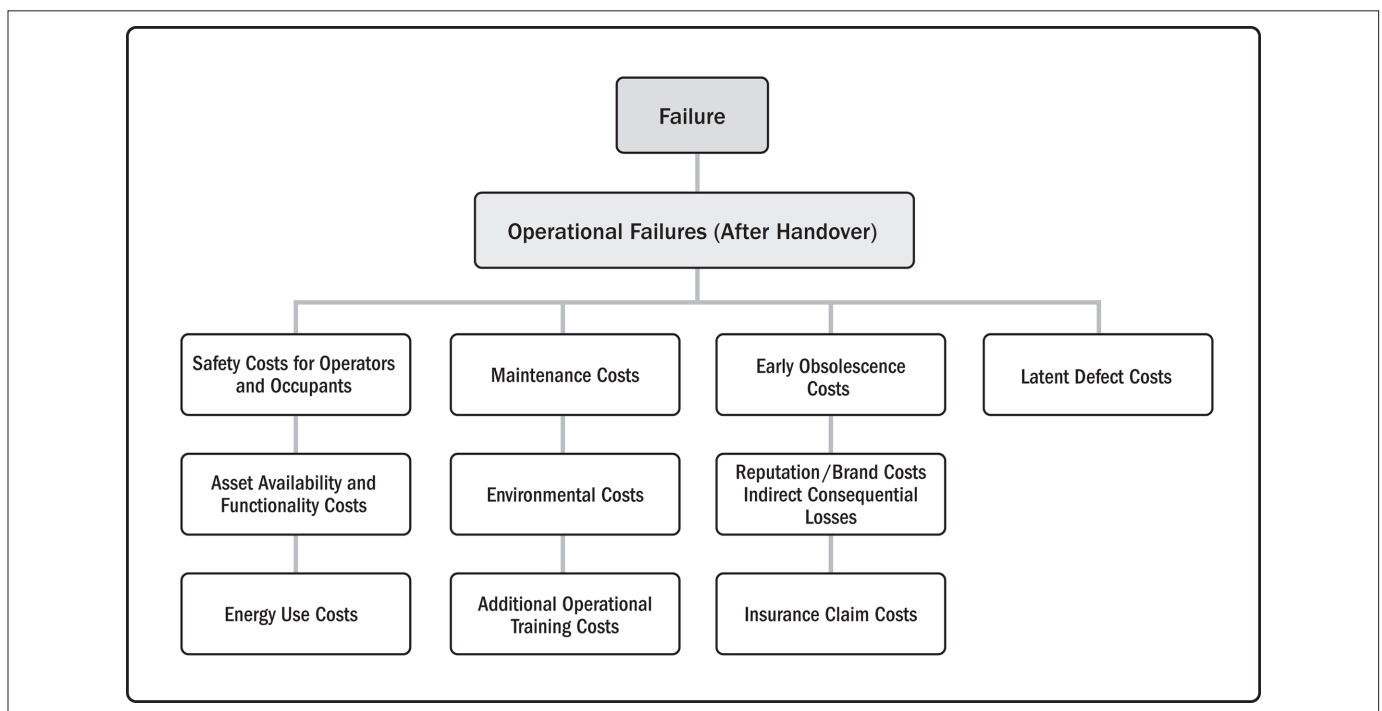 Failure
Operational Failures (After Handover)
Safety Costs for Operators
and Occupants
Maintenance Costs
Early Obsolescence
Costs
Latent Defect Costs
Asset Availability and
Functionality Costs
Environmental Costs
Reputation/Brand Costs
Indirect Consequential
Losses
Energy Use Costs
Additional Operational
Training Costs
Insurance Claim Costs